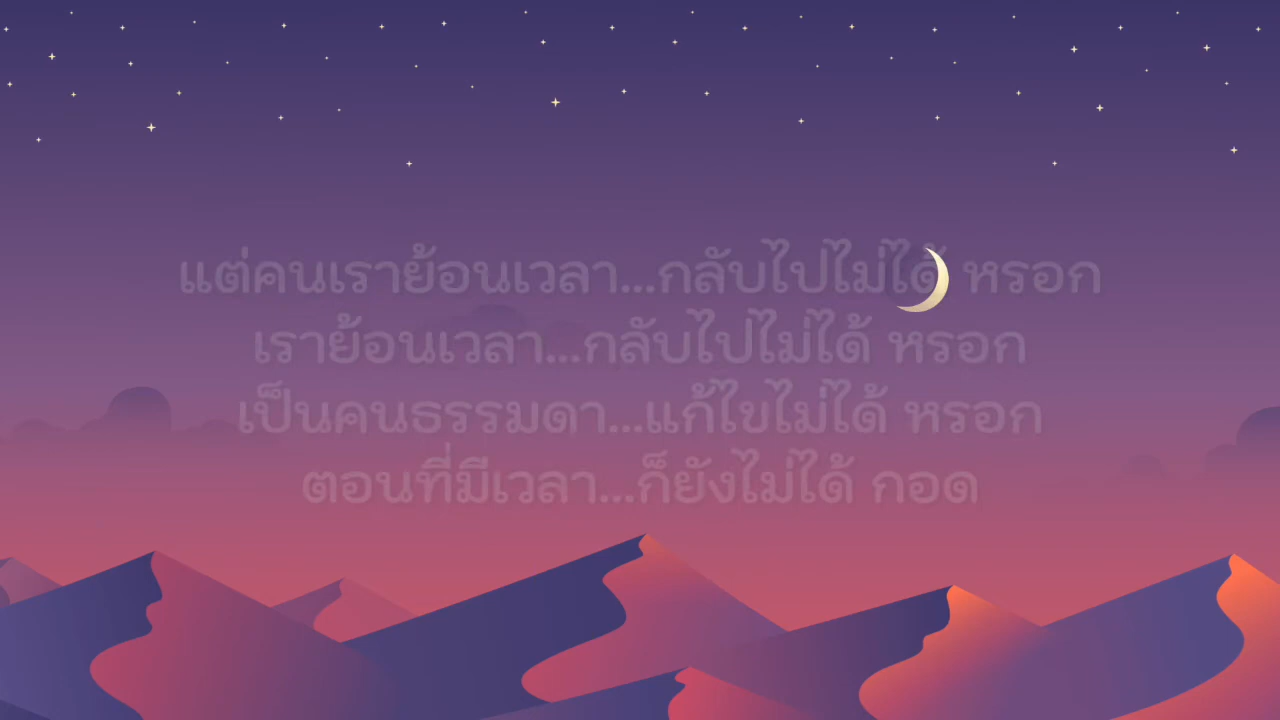 แต่คนเราย้อนเวลา...กลับไปไม่ได้ หรอก
เราย้อนเวลา...กลับไปไม่ได้ หรอก
เป็นคนธรรมดา...แก้ไขไม่ได้ หรอก
ตอนที่มีเวลา...ก็ยังไม่ได้ กอด